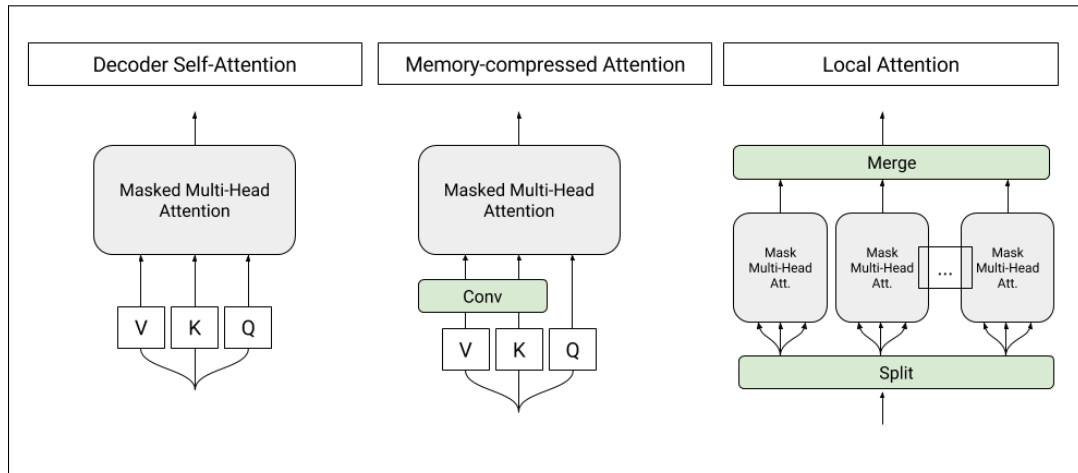 Decoder Self-Attention
Memory-compressed Attention
Local Attention
Masked Multi-Head
Attention
V
K
Q
Masked Multi-Head
Attention
Conv
V
K
Q
Merge
Mask
Multi-Head
Att.
Mask
Multi-Head
Att.
...
Mask
Multi-Head
Att.
Split